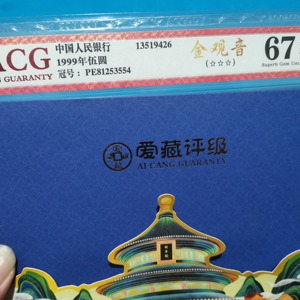 ACG
GUARANTY
中国人民银行 13519426
1999年伍圆
冠号：PE81253554
金观音
(☆☆☆)
67
Superb Gem Unc
爱藏评级
AI CANG GUARANTY